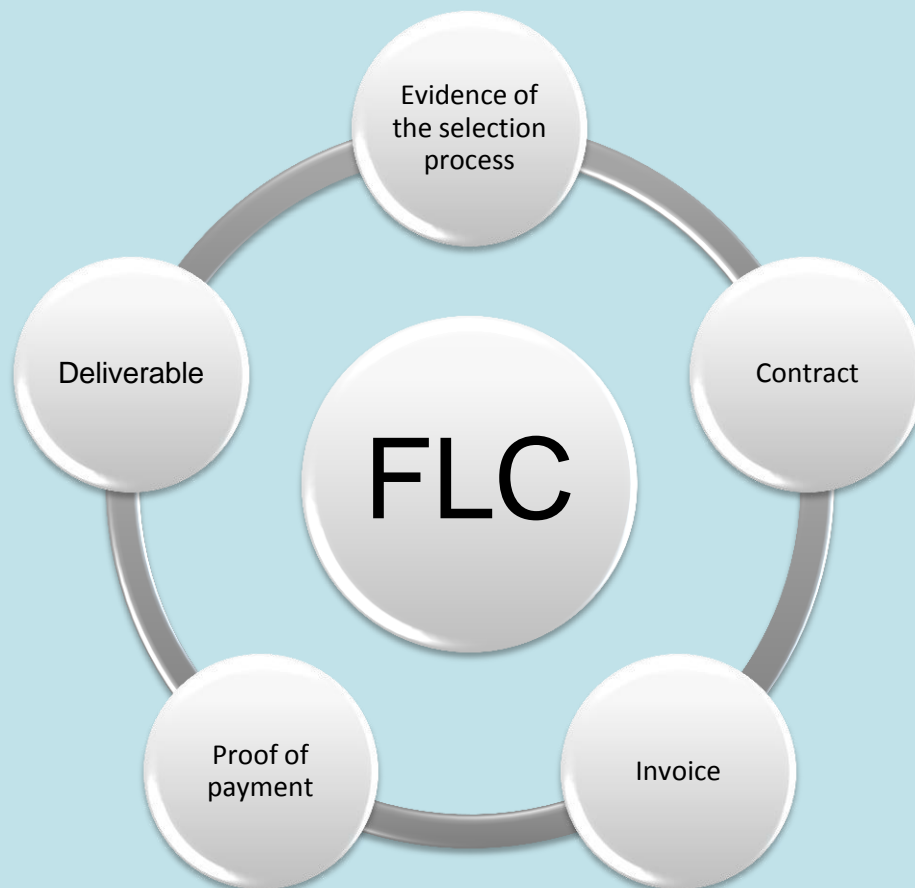 Evidence of
the selection
process
Deliverable
Contract
FLC
Proof of
payment
Invoice